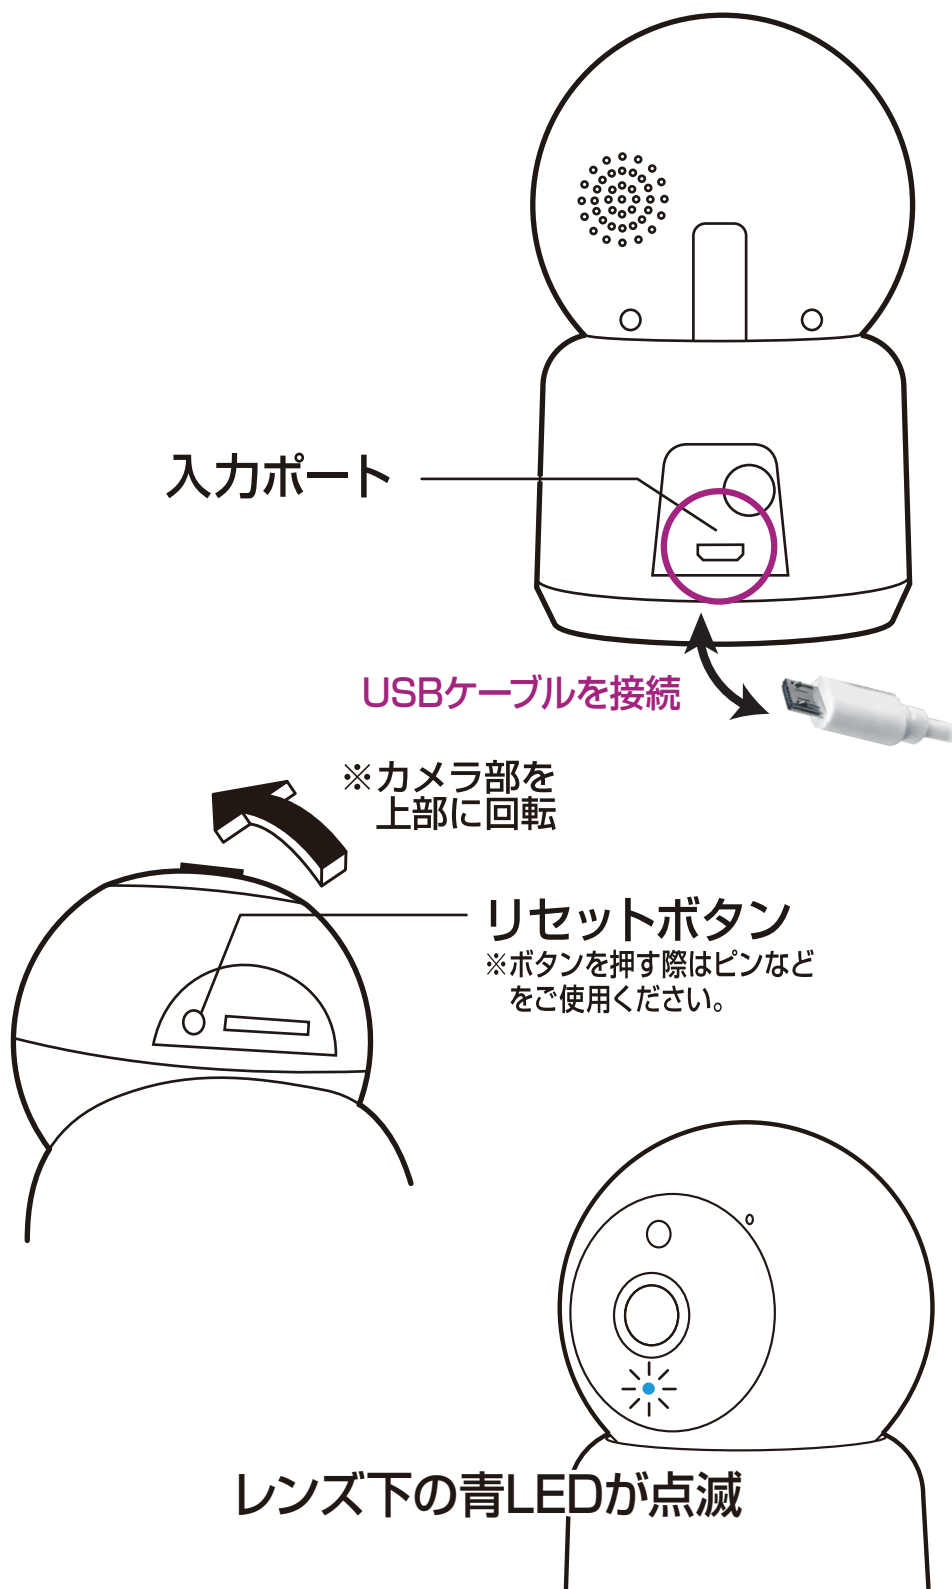 入力ポート
USBケーブルを接続
※カメラ部を
上部に回転
リセットボタン
※ボタンを押す際はピンなど
をご使用ください。
レンズ下の青LEDが点滅